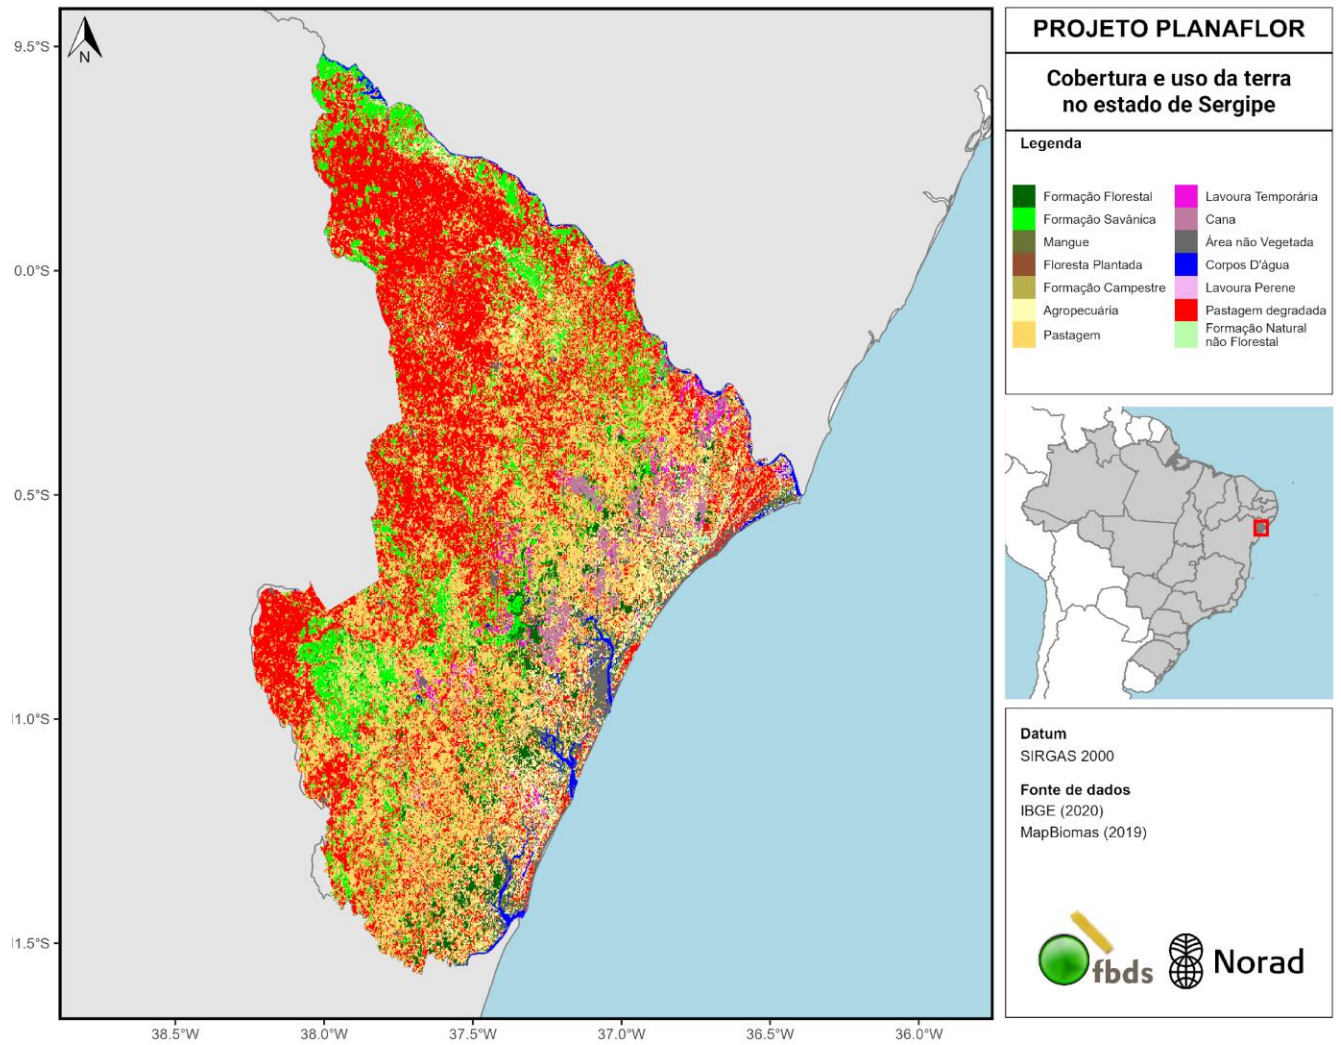 PROJETO PLANAFLOR
Cobertura e uso da terra
no estado de Sergipe
Legenda
Formação Florestal
Formação Savânica
Mangue
Floresta Plantada
Formação Campestre
Agropecuária
Pastagem
Lavoura Temporária
Cana
Área não Vegetada
Corpos D'água
Lavoura Perene
Pastagem degradada
Formação Natural
não Florestal
N
9.5°S
0.0°S
0.5°S
1.0°S
1.5°S
38.5°W
38.0°W
37.5°W
37.0°W
36.5°W
36.0°W
Datum
SIRGAS 2000
Fonte de dados
IBGE (2020)
MapBiomas (2019)
fbds
Norad